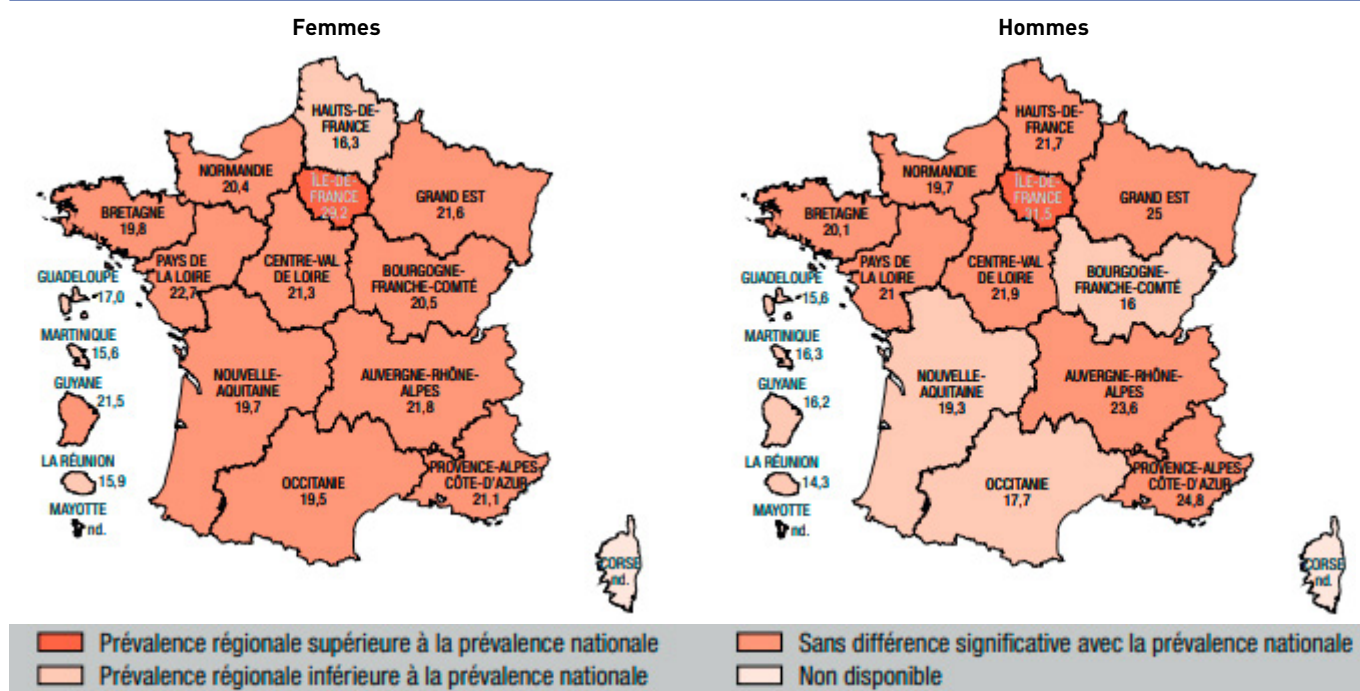 Femmes
HAUTS-DE-
FRANCE
16,3
NORMANDIE
20,4
ÎLE-DE-
FRANCE
29,2
GRAND EST
21,6
BRETAGNE
19,8
PAYS DE
LA LOIRE
22,7
CENTRE-VAL
DE LOIRE
21,3
BOURGOGNE-
FRANCHE-COMTÉ
20,5
GUADELOUPE
17,0
MARTINIQUE
15,6
GUYANE
21,5
LA RÉUNION
15,9
MAYOTTE
nd.
NOUVELLE-
AQUITAINE
19,7
AUVERGNE-RHÔNE-
ALPES
21,8
OCCITANIE
19,5
PROVENCE-ALPES-
CÔTE-D'AZUR
21,1
CORSE
nd.
Hommes
HAUTS-DE-
FRANCE
21,7
NORMANDIE
19,7
ÎLE-DE-
FRANCE
31,5
GRAND EST
25
BRETAGNE
20,1
PAYS DE
LA LOIRE
21
CENTRE-VAL
DE LOIRE
21,9
BOURGOGNE-
FRANCHE-COMTÉ
16
GUADELOUPE
15,6
MARTINIQUE
16,3
GUYANE
16,2
LA RÉUNION
14,3
MAYOTTE
nd.
NOUVELLE-
AQUITAINE
19,3
AUVERGNE-RHÔNE-
ALPES
23,6
OCCITANIE
17,7
PROVENCE-ALPES-
CÔTE-D'AZUR
24,8
CORSE
nd.
Prévalence régionale supérieure à la prévalence nationale
Sans différence significative avec la prévalence nationale
Prévalence régionale inférieure à la prévalence nationale
Non disponible